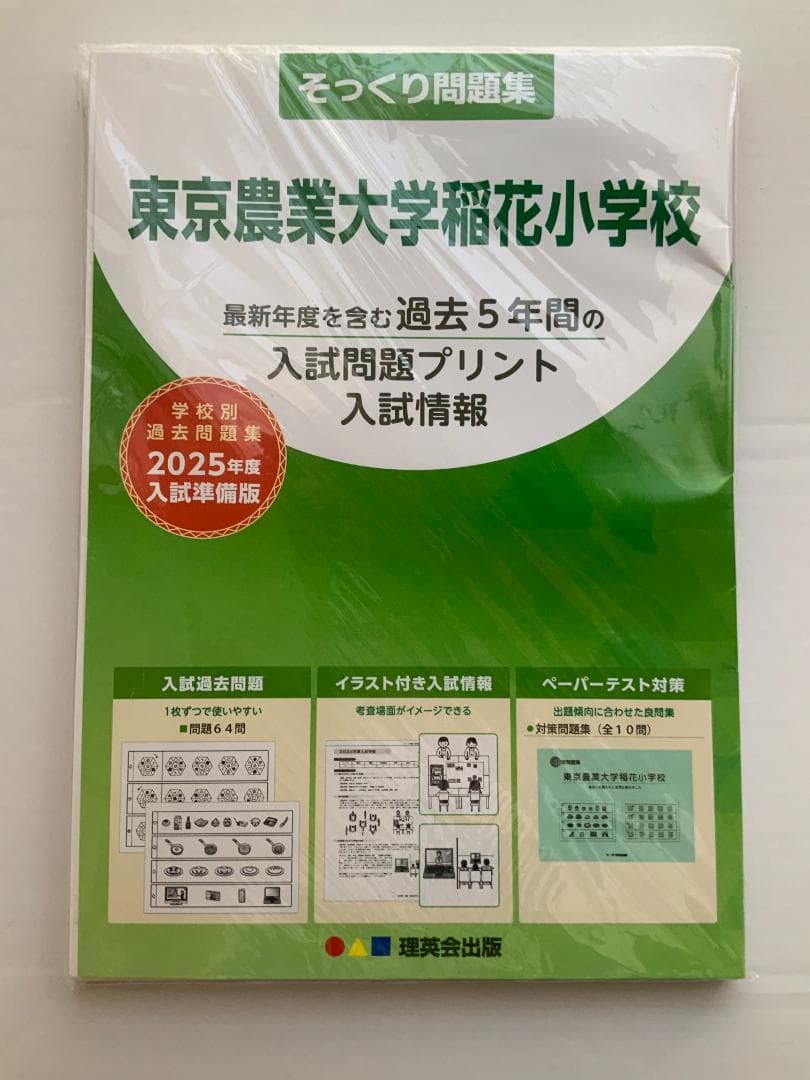 そっくり問題集
東京農業大学稲花小学校
最新年度を含む過去5年間の
入試問題プリント
入試情報
学校別
過去問題集
2025年度
入試準備版
入試過去問題
1枚ずつで使いやすい
■問題64問
イラスト付き入試情報
考査場面がイメージできる
ペーパーテスト対策
出題傾向に合わせた良問集
●対策問題集（全10問）
東京農業大学稲花小学校
理英会出版